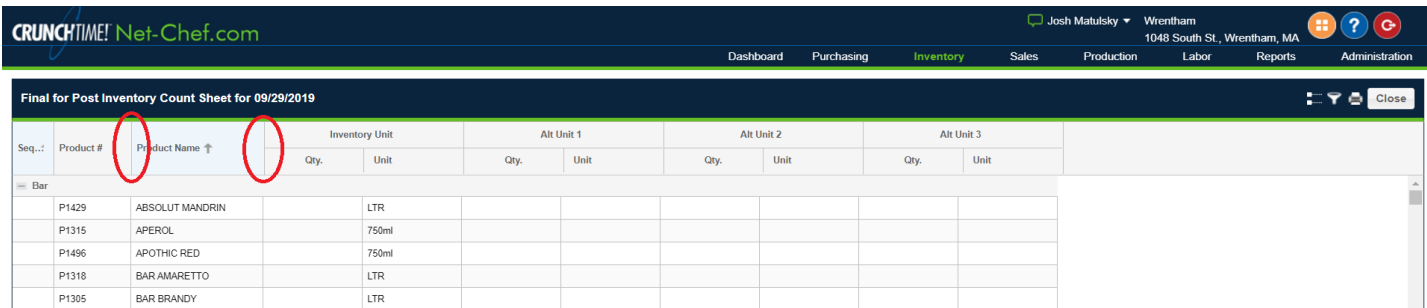 CRUNCHTIME! Net-Chef.com
Josh Matulsky Wrentham
1048 South St., Wrentham, MA
Dashboard Purchasing Inventory Sales Production Labor Reports Administration
Final for Post Inventory Count Sheet for 09/29/2019 Close
Inventory Unit Alt Unit 1 Alt Unit 2 Alt Unit 3
Seq..: Product # Product Name
Qty. Unit Qty. Unit Qty. Unit Qty. Unit
Bar
P1429 ABSOLUT MANDRIN LTR
P1315 APEROL 750ml
P1496 APOTHIC RED 750ml
P1318 BAR AMARETTO LTR
P1305 BAR BRANDY LTR